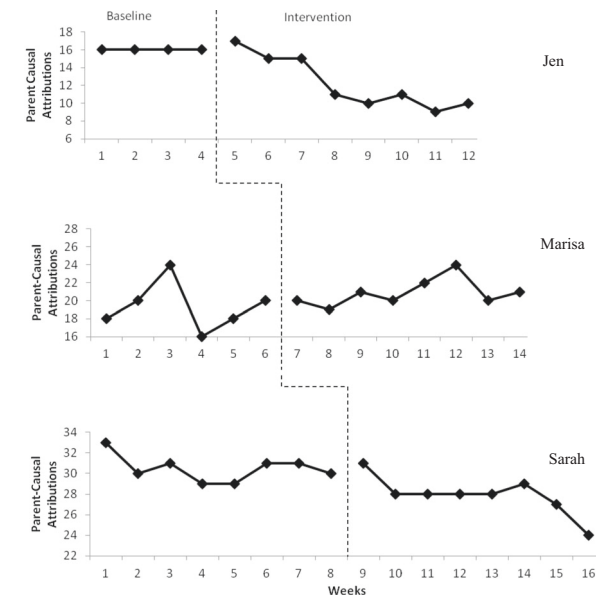 Baseline
Intervention
Parent Causal
Attributions
18
16
14
12
10
8
6
1 2 3 4 5 6 7 8 9 10 11 12
Jen
Parent-Causal
Attributions
28
26
24
22
20
18
16
1 2 3 4 5 6 7 8 9 10 11 12 13 14
Marisa
Parent-Causal
Attributions
34
32
30
28
26
24
22
1 2 3 4 5 6 7 8 9 10 11 12 13 14 15 16
Sarah
Weeks